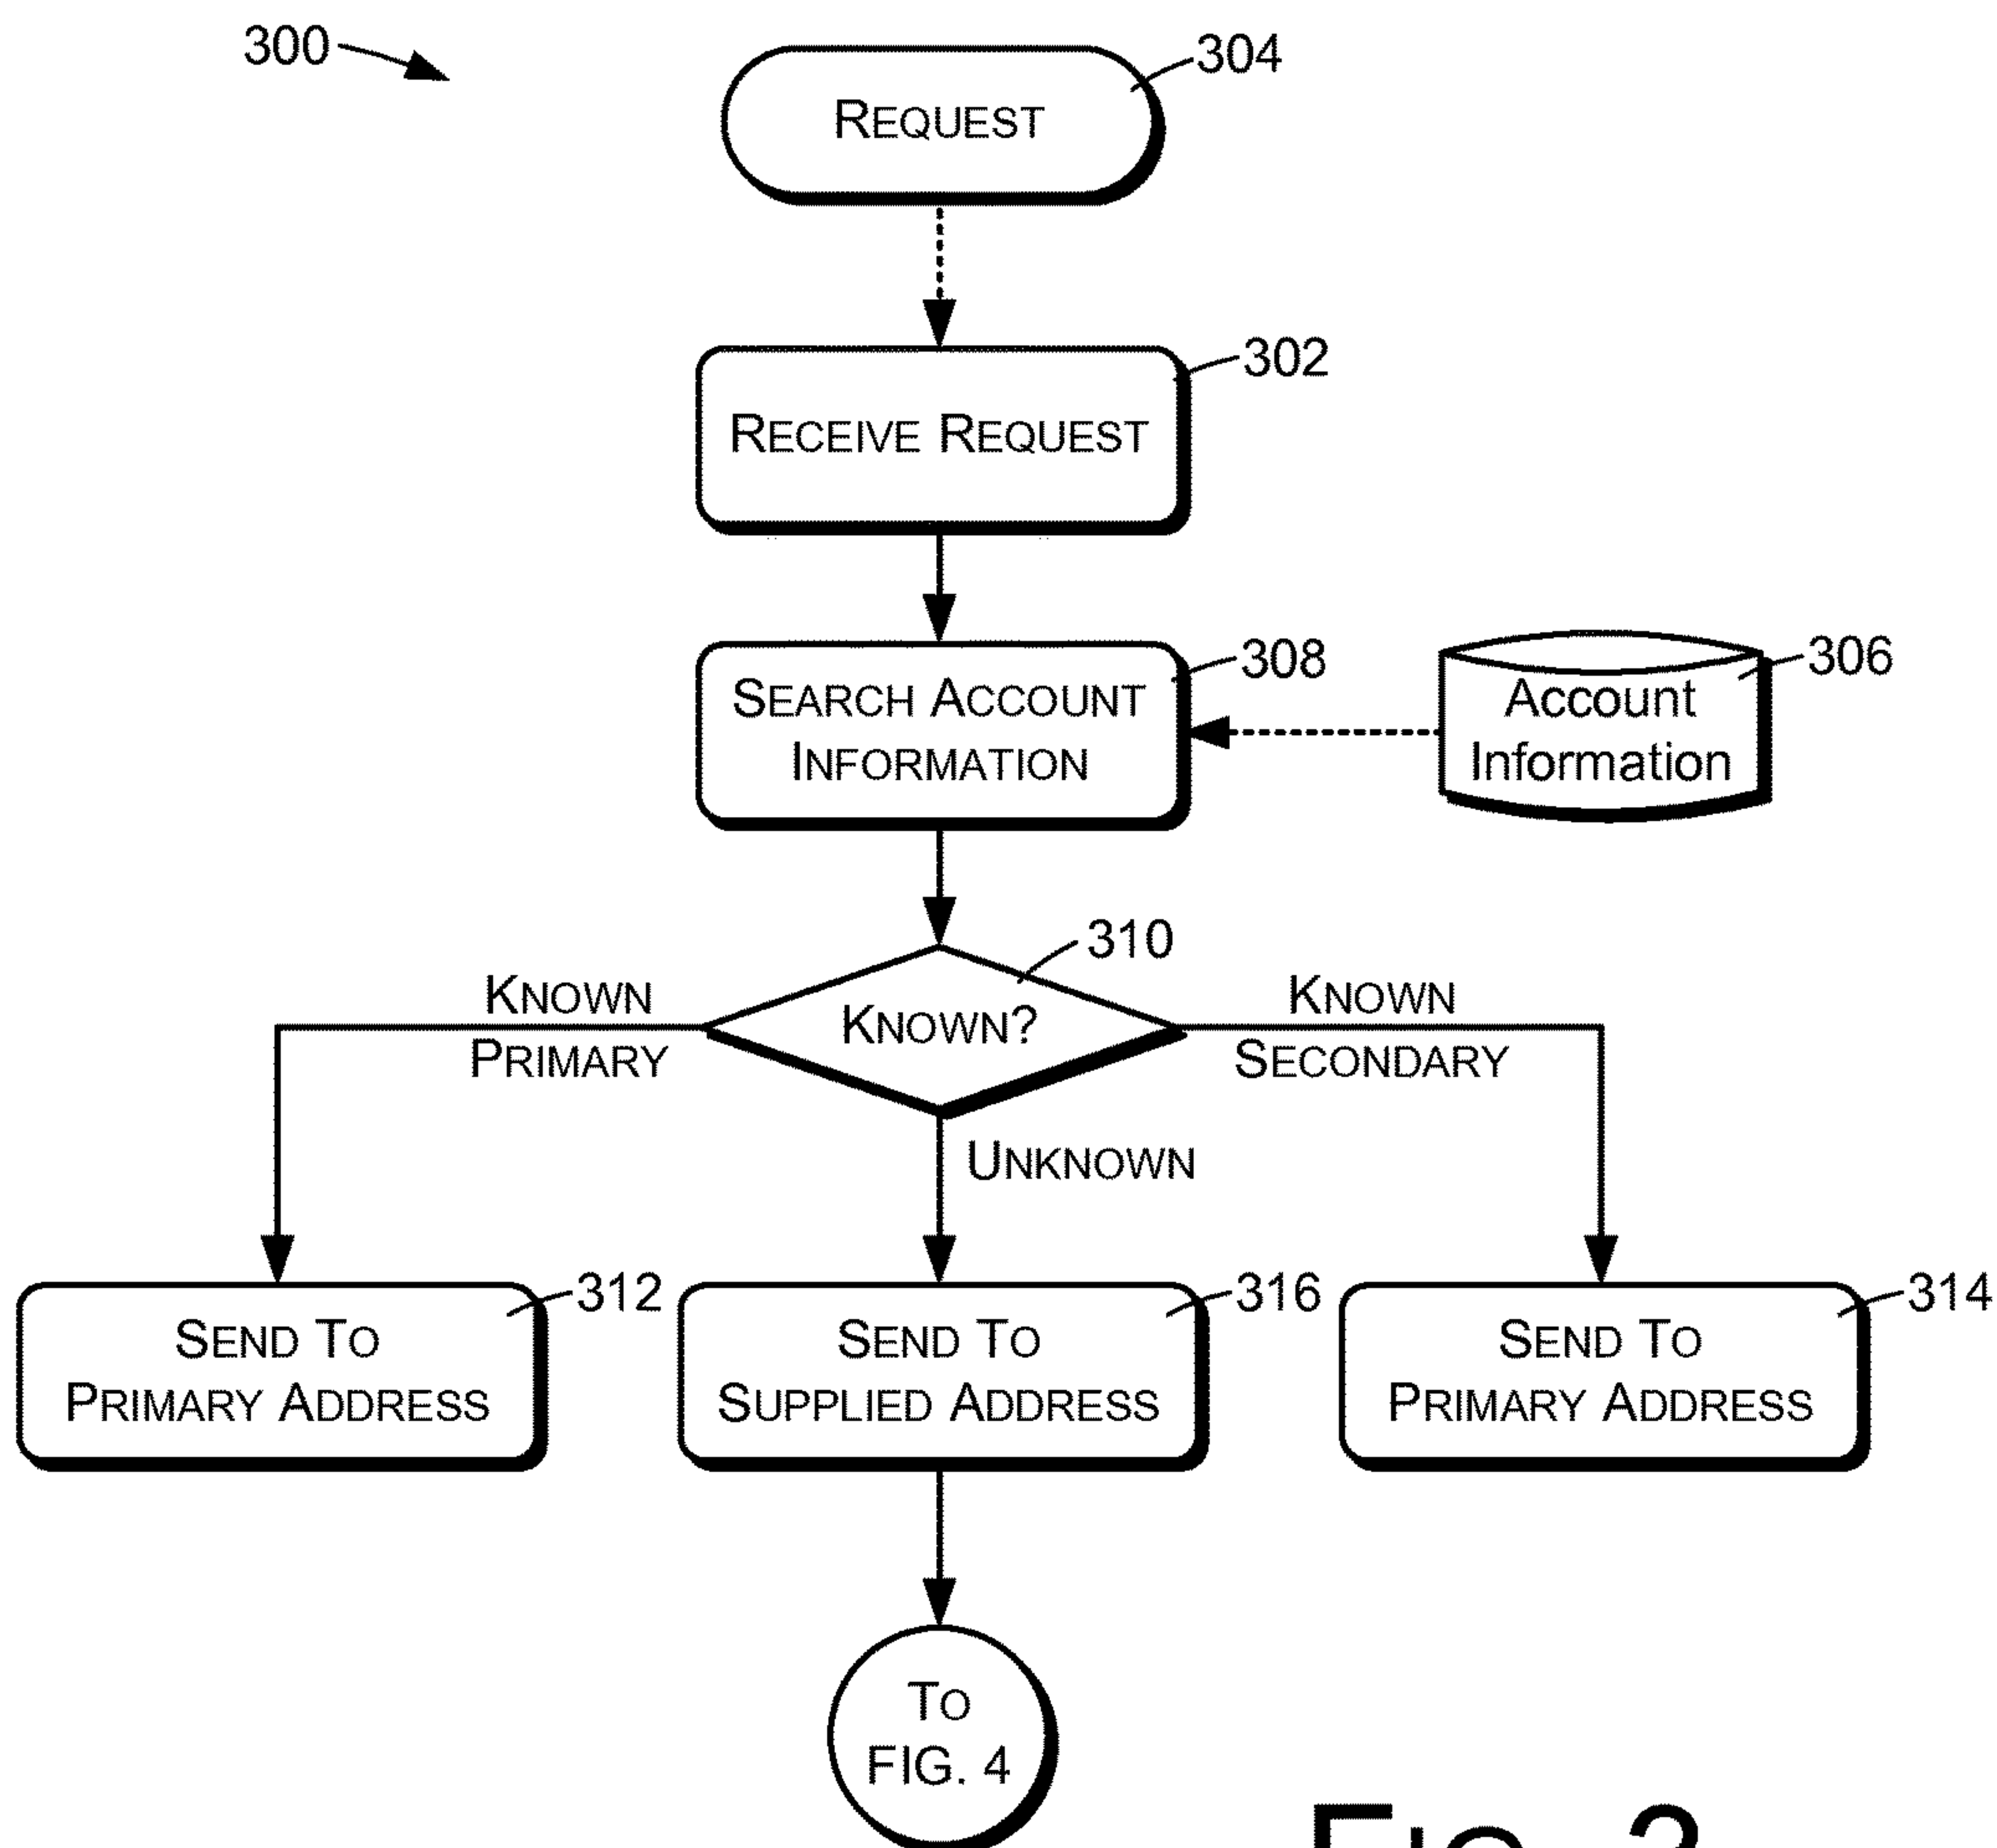 300
304
REQUEST
302
RECEIVE REQUEST
308
SEARCH ACCOUNT
INFORMATION
306
Account
Information
310
KNOWN?
KNOWN
PRIMARY
KNOWN
SECONDARY
UNKNOWN
312
SEND TO
PRIMARY ADDRESS
316
SEND TO
SUPPLIED ADDRESS
314
SEND TO
PRIMARY ADDRESS
TO
FIG. 4